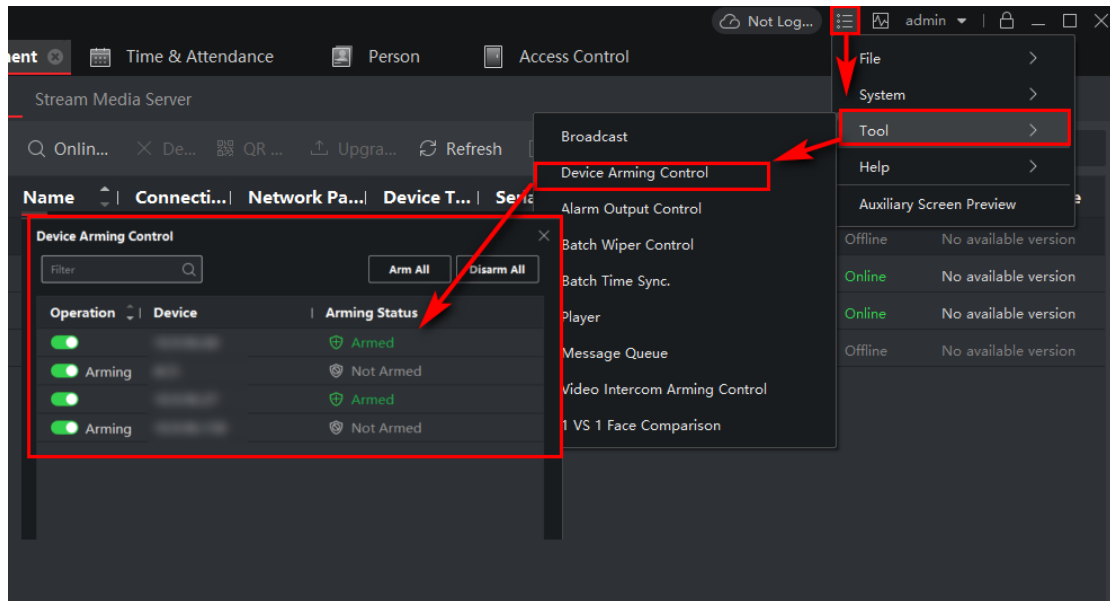 Not Log...
admin
ent
Time & Attendance
Person
Access Control
Stream Media Server
Onlin...
De...
QR ...
Upgra...
Refresh
Name
Connecti...
Network Pa...
Device T...
File
System
Tool
Help
Auxiliary Screen Preview
Broadcast
Device Arming Control
Alarm Output Control
Batch Wiper Control
Batch Time Sync.
Player
Message Queue
Video Intercom Arming Control
1 VS 1 Face Comparison
Offline No available version
Online No available version
Online No available version
Offline No available version
Device Arming Control
Filter
Arm All
Disarm All
Operation Device Arming Status
Armed
Arming Not Armed
Armed
Arming Not Armed